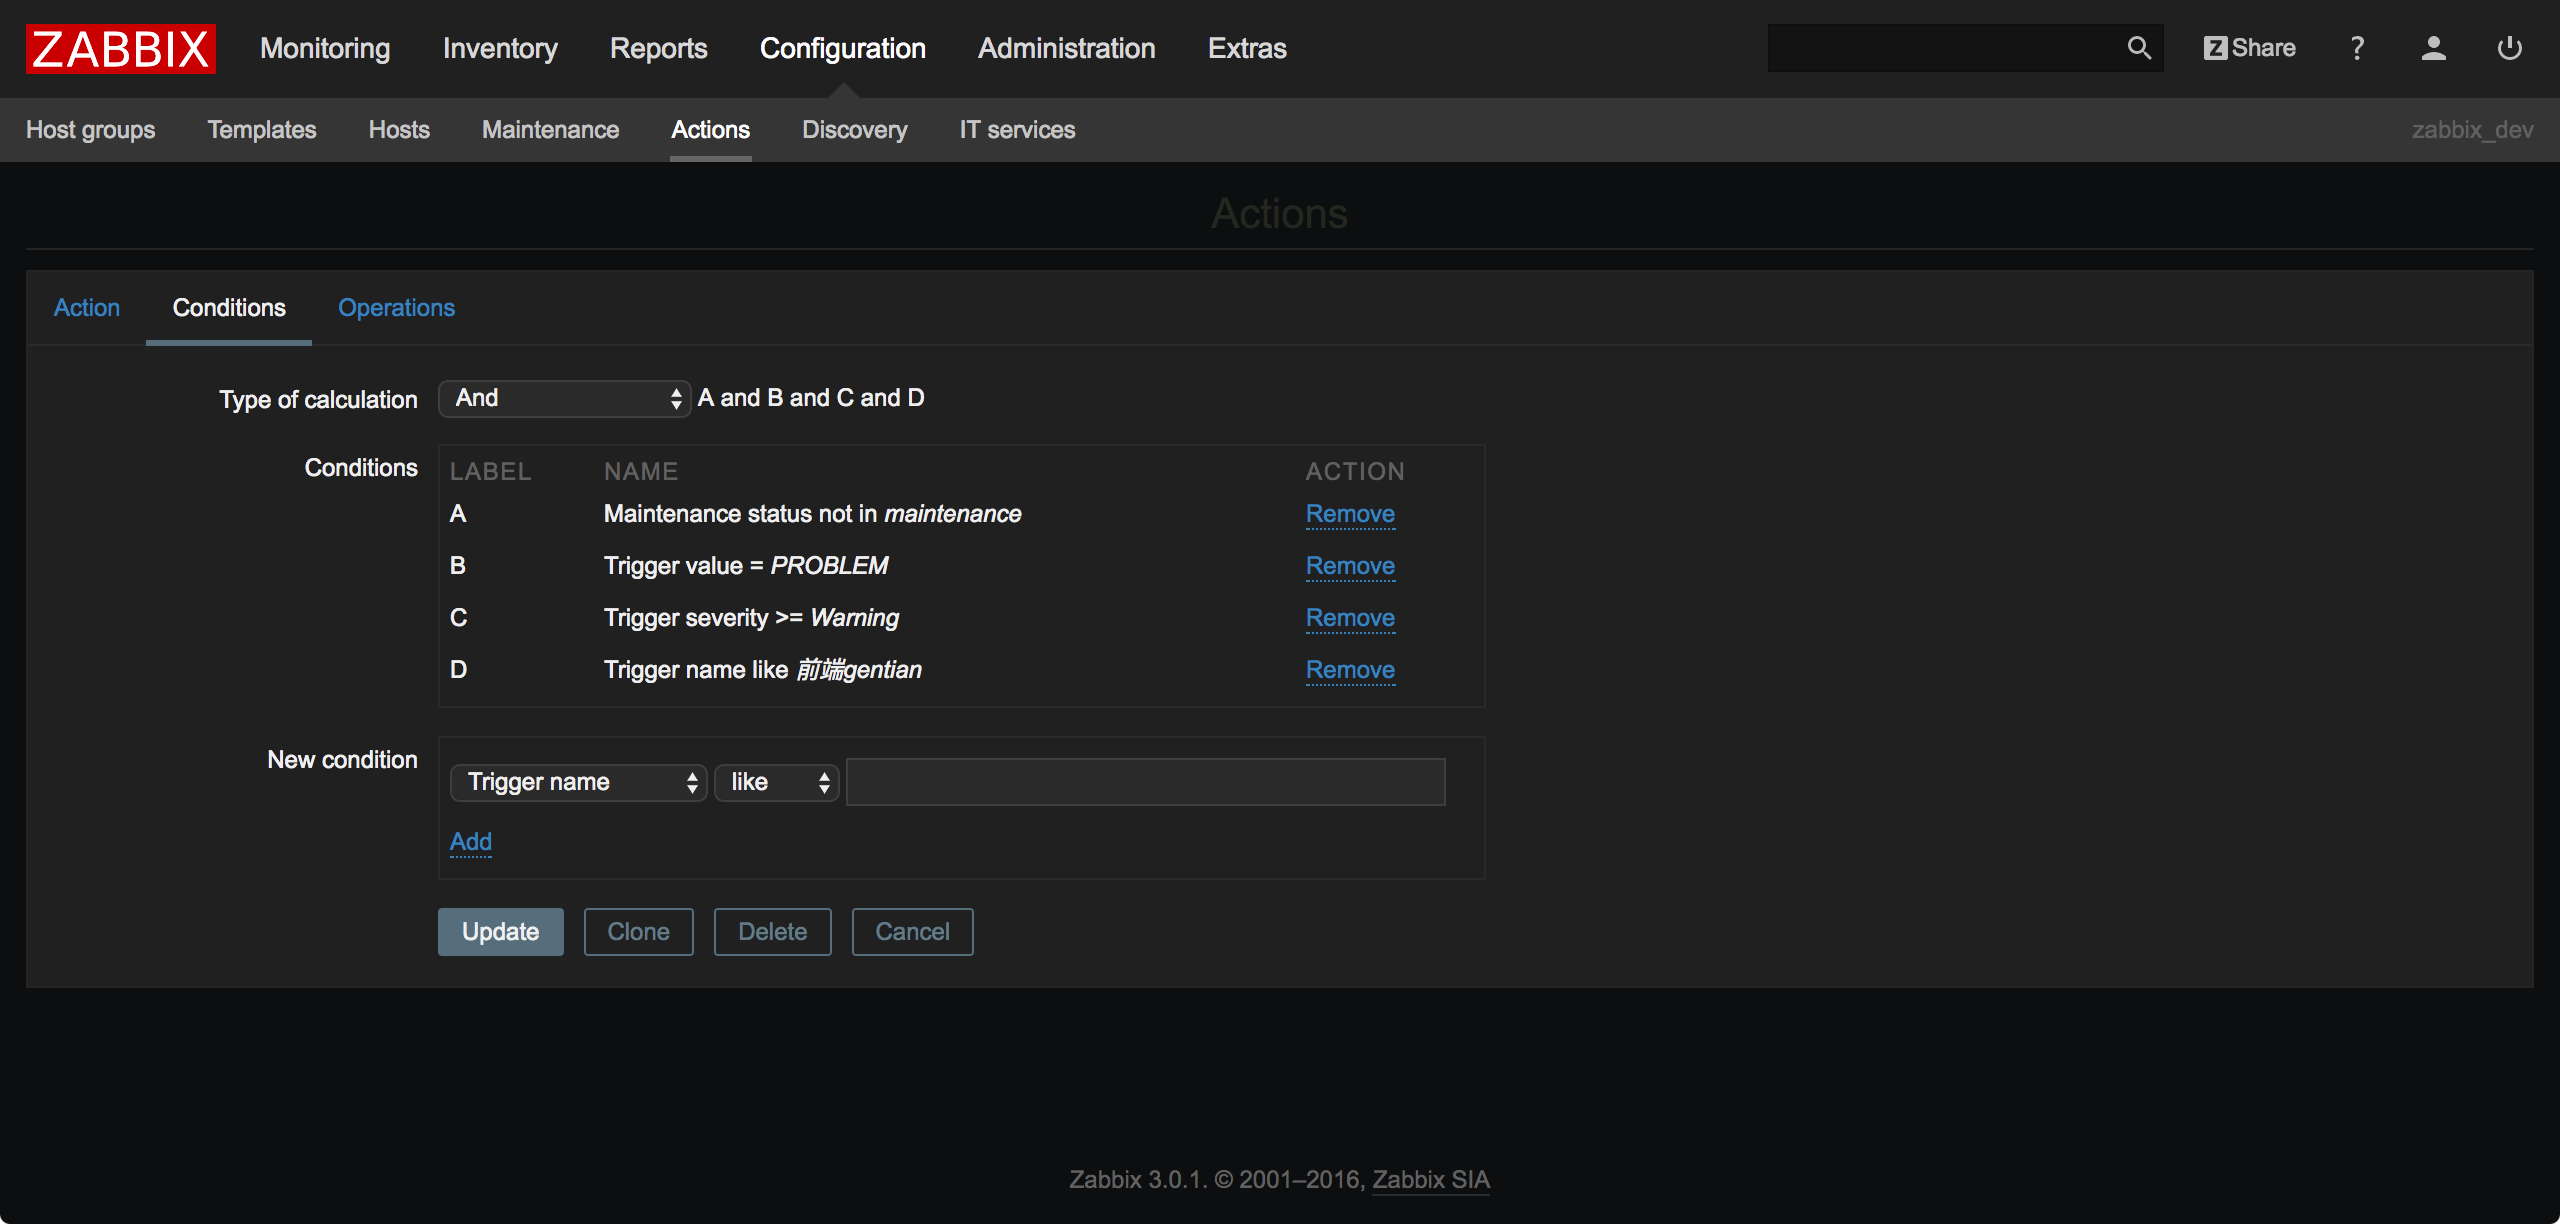 ZABBIX Monitoring Inventory Reports Configuration Administration Extras Z Share ?
Host groups Templates Hosts Maintenance Actions Discovery IT services zabbix_dev
Actions
Action Conditions Operations
Type of calculation And A and B and C and D
Conditions LABEL NAME ACTION
A Maintenance status not in maintenance Remove
B Trigger value = PROBLEM Remove
C Trigger severity >= Warning Remove
D Trigger name like 前端gentian Remove
New condition Trigger name like
Add
Update Clone Delete Cancel
Zabbix 3.0.1. © 2001–2016, Zabbix SIA